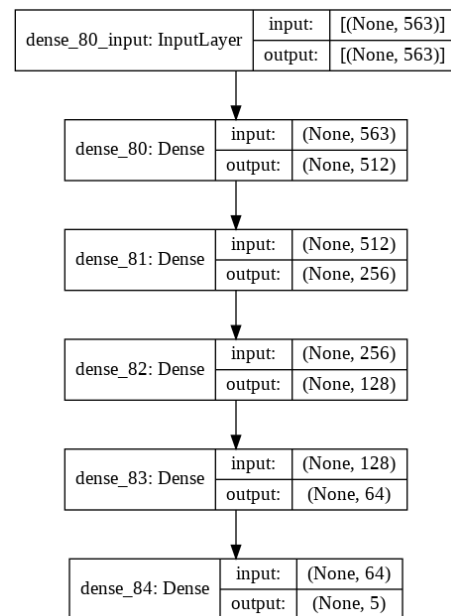 dense_80_input: InputLayer
input: [(None, 563)]
output: [(None, 563)]
dense_80: Dense
input: (None, 563)
output: (None, 512)
dense_81: Dense
input: (None, 512)
output: (None, 256)
dense_82: Dense
input: (None, 256)
output: (None, 128)
dense_83: Dense
input: (None, 128)
output: (None, 64)
dense_84: Dense
input: (None, 64)
output: (None, 5)